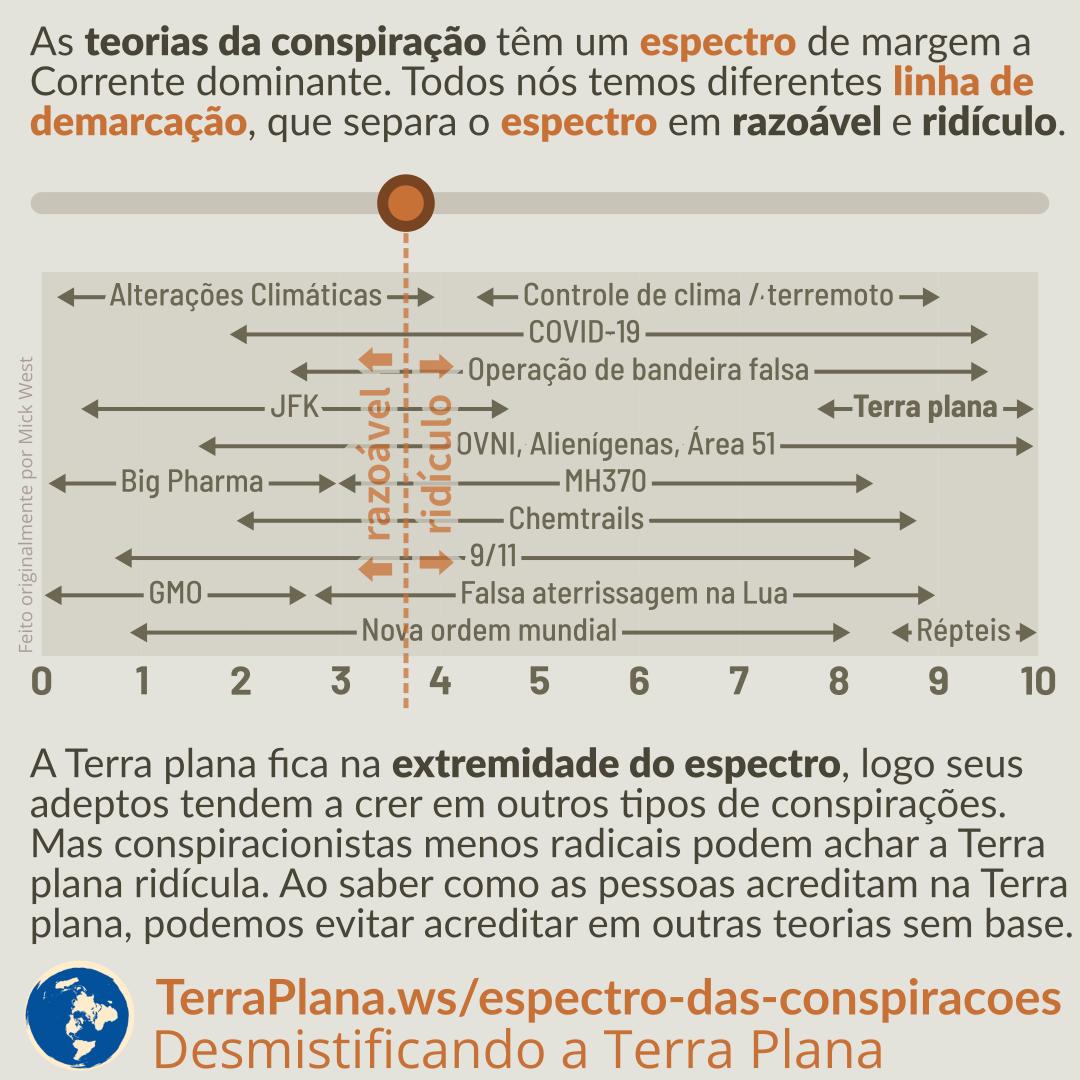 As teorias da conspiração têm um espectro de margem a
Corrente dominante. Todos nós temos diferentes linha de
demarcação, que separa o espectro em razoável e ridículo.
Alterações Climáticas
Controle de clima / terremoto
COVID-19
Operação de bandeira falsa
JFK
Terra plana
OVNI, Alienígenas, Área 51
Big Pharma
MH370
Chemtrails
9/11
GMO
Falsa aterrissagem na Lua
Nova ordem mundial
Répteis
razoável
ridículo
Feito originalmente por Mick West
0 1 2 3 4 5 6 7 8 9 10
A Terra plana fica na extremidade do espectro, logo seus
adeptos tendem a crer em outros tipos de conspirações.
Mas conspiracionistas menos radicais podem achar a Terra
plana ridícula. Ao saber como as pessoas acreditam na Terra
plana, podemos evitar acreditar em outras teorias sem base.
TerraPlana.ws/espectro-das-conspiracoes
Desmistificando a Terra Plana